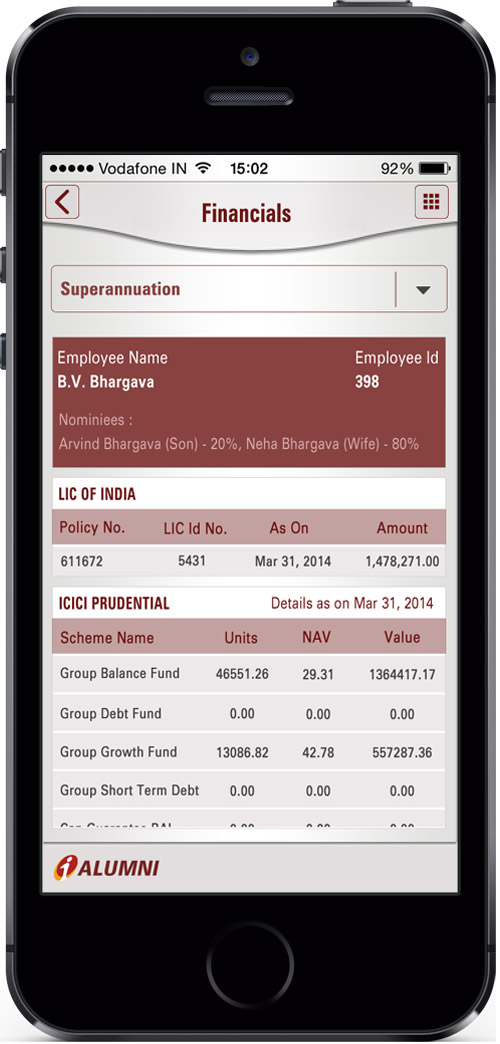 Vodafone IN 15:02 92%
Financials
Superannuation
Employee Name Employee Id
B.V. Bhargava 398
Nominiees :
Arvind Bhargava (Son) - 20%, Neha Bhargava (Wife) - 80%
LIC OF INDIA
Policy No. LIC Id No. As On Amount
611672 5431 Mar 31, 2014 1,478,271.00
ICICI PRUDENTIAL Details as on Mar 31, 2014
Scheme Name Units NAV Value
Group Balance Fund 46551.26 29.31 1364417.17
Group Debt Fund 0.00 0.00 0.00
Group Growth Fund 13086.82 42.78 557287.36
Group Short Term Debt 0.00 0.00 0.00
i ALUMNI